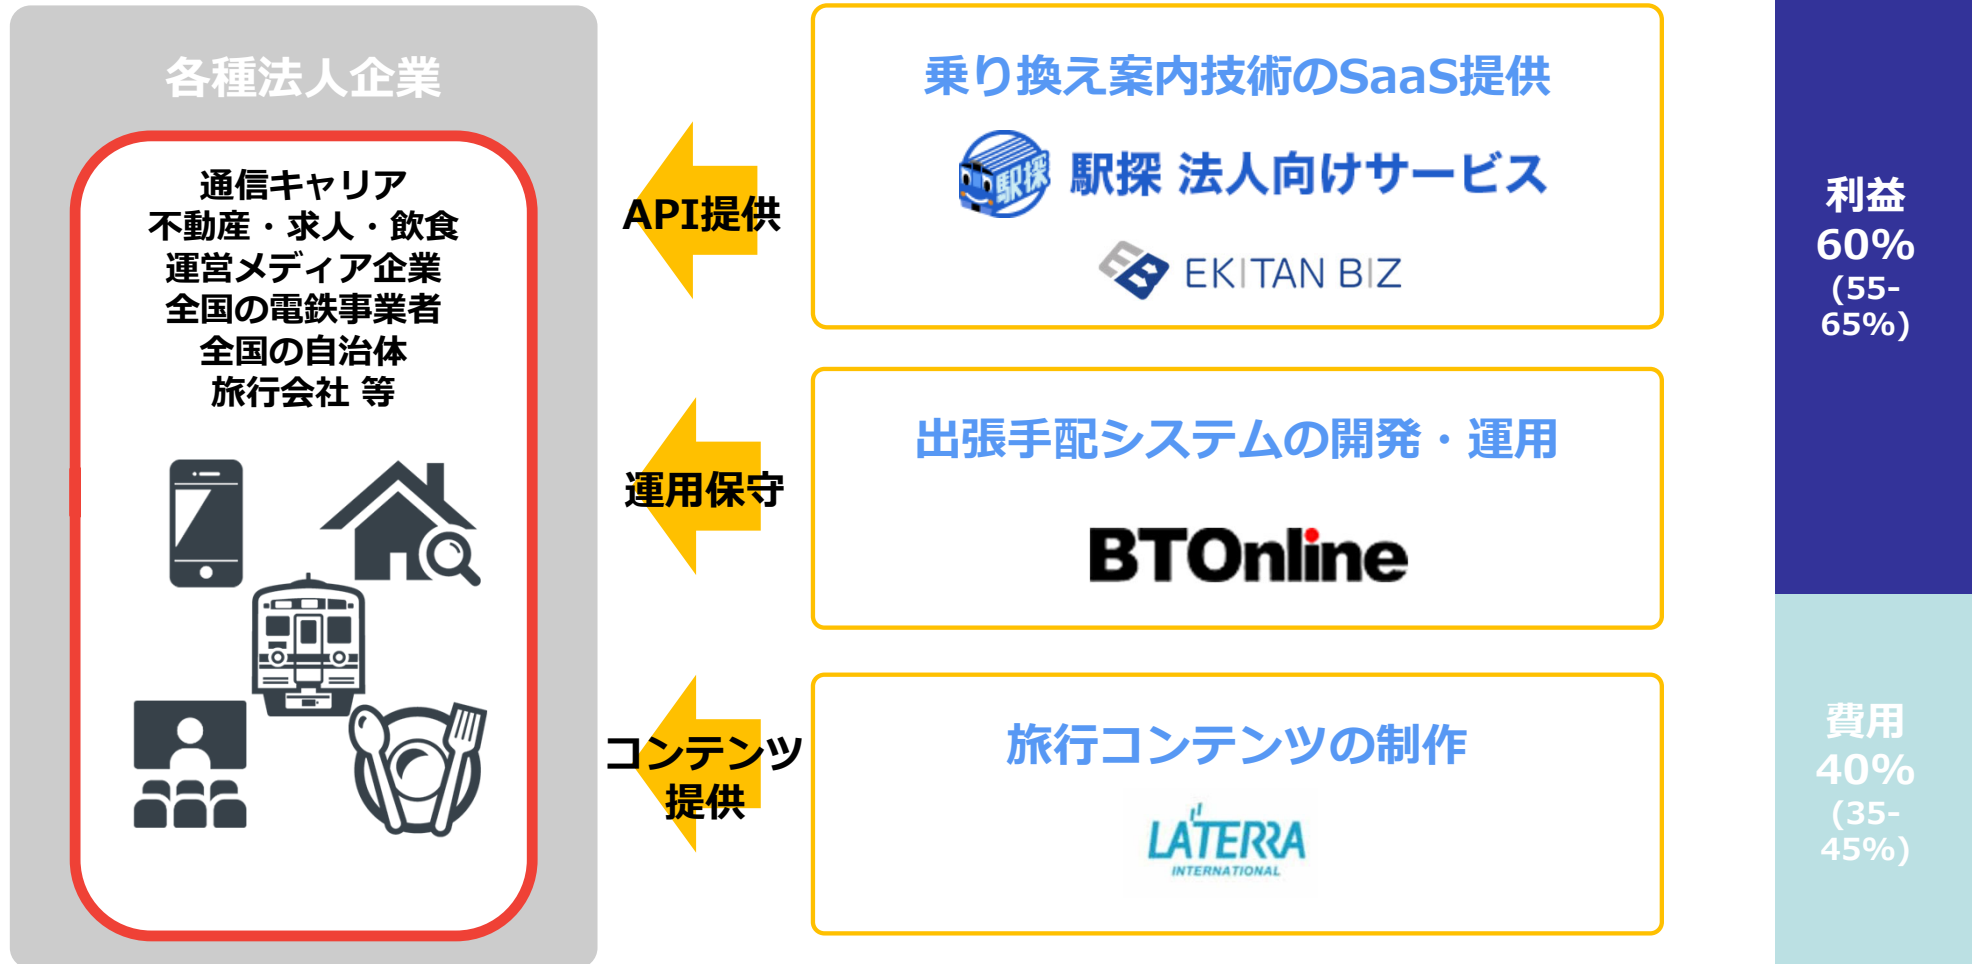 各種法人企業
通信キャリア
不動産・求人・飲食
運営メディア企業
全国の電鉄事業者
全国の自治体
旅行会社 等
API提供
運用保守
コンテンツ
提供
乗り換え案内技術のSaaS提供
駅探
駅探 法人向けサービス
EKITAN BIZ
出張手配システムの開発・運用
BTOnline
旅行コンテンツの制作
LATERRA
INTERNATIONAL
利益
60%
(55-
65%)
費用
40%
(35-
45%)